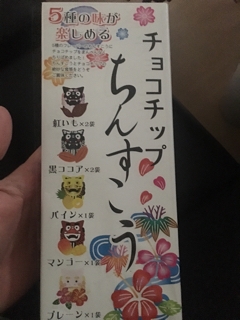 5種の味が
楽しめる
チョコチップ
ちんすこう
紅いも×2袋
黒ココア×2袋
パイン×1袋
マンゴー×1袋
プレーン×1袋